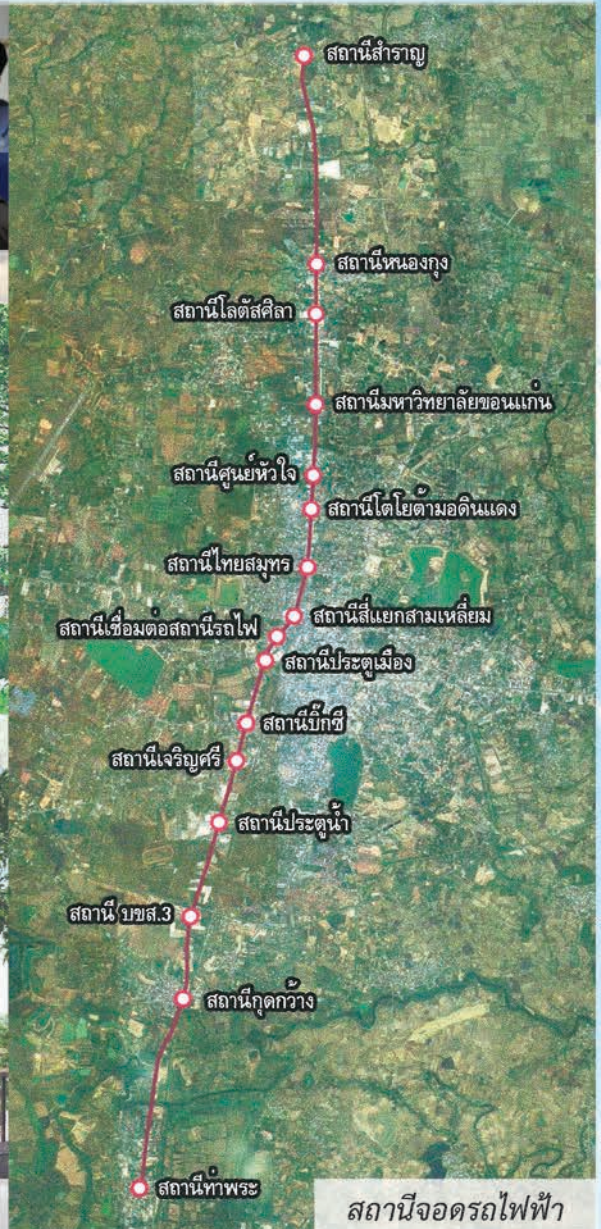 สถานีสำราญ
สถานีหนองกุง
สถานีโลตัสศิลา
สถานีมหาวิทยาลัยขอนแก่น
สถานีศูนย์หัวใจ
สถานีโตโยต้ามอดินแดง
สถานีไทยสมุทร
สถานีสี่แยกสามเหลี่ยม
สถานีเชื่อมต่อสถานีรถไฟ
สถานีประตูเมือง
สถานีบิ๊กซี
สถานีเจริญศรี
สถานีประตูน้ำ
สถานี บขส.3
สถานีกุดกว้าง
สถานีท่าพระ
สถานีจอดรถไฟฟ้า